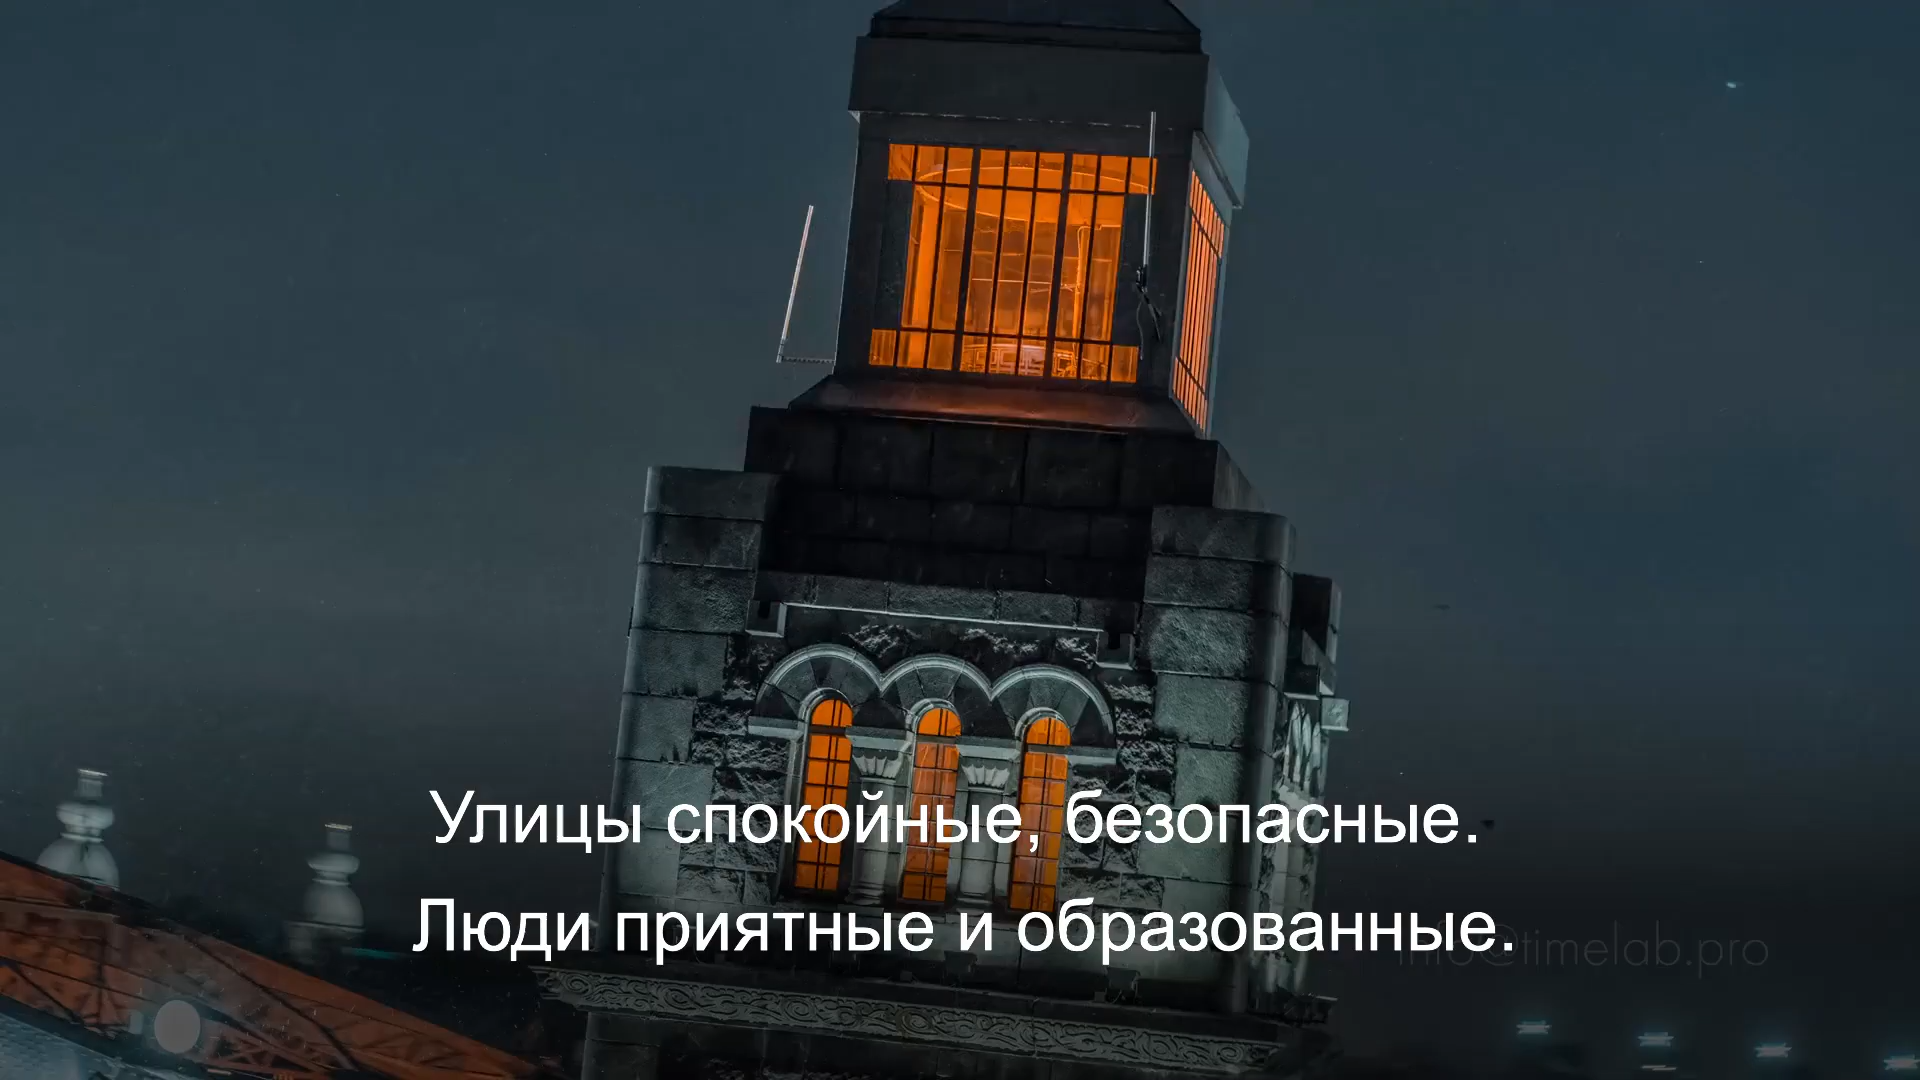 Улицы спокойные, безопасные.
Люди приятные и образованные.
info@timelab.pro